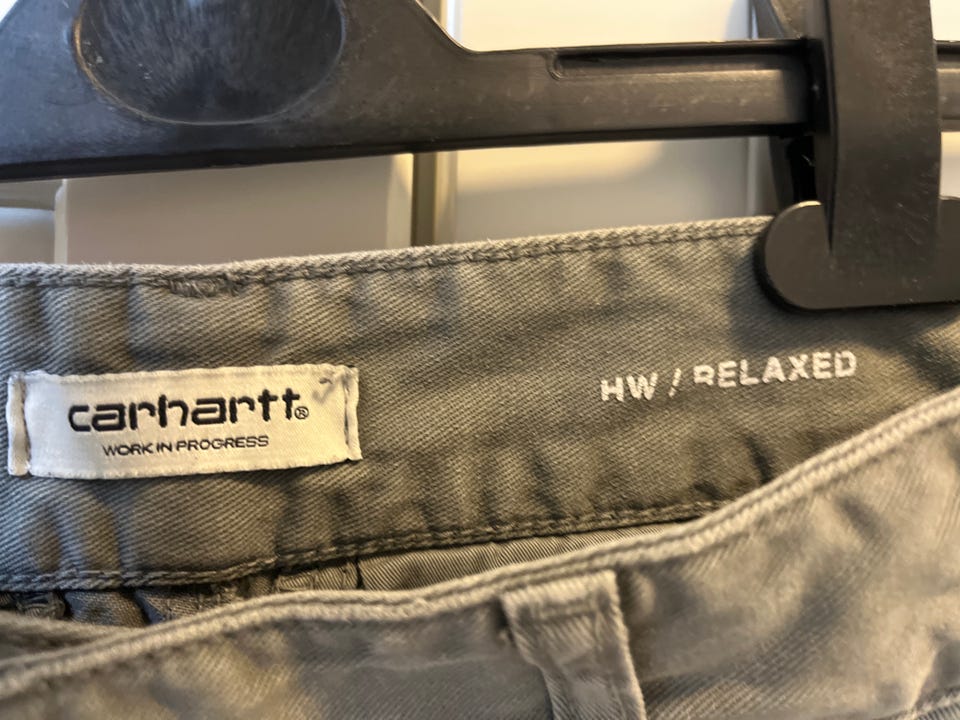 carhartt®
WORK IN PROGRESS
HW / RELAXED